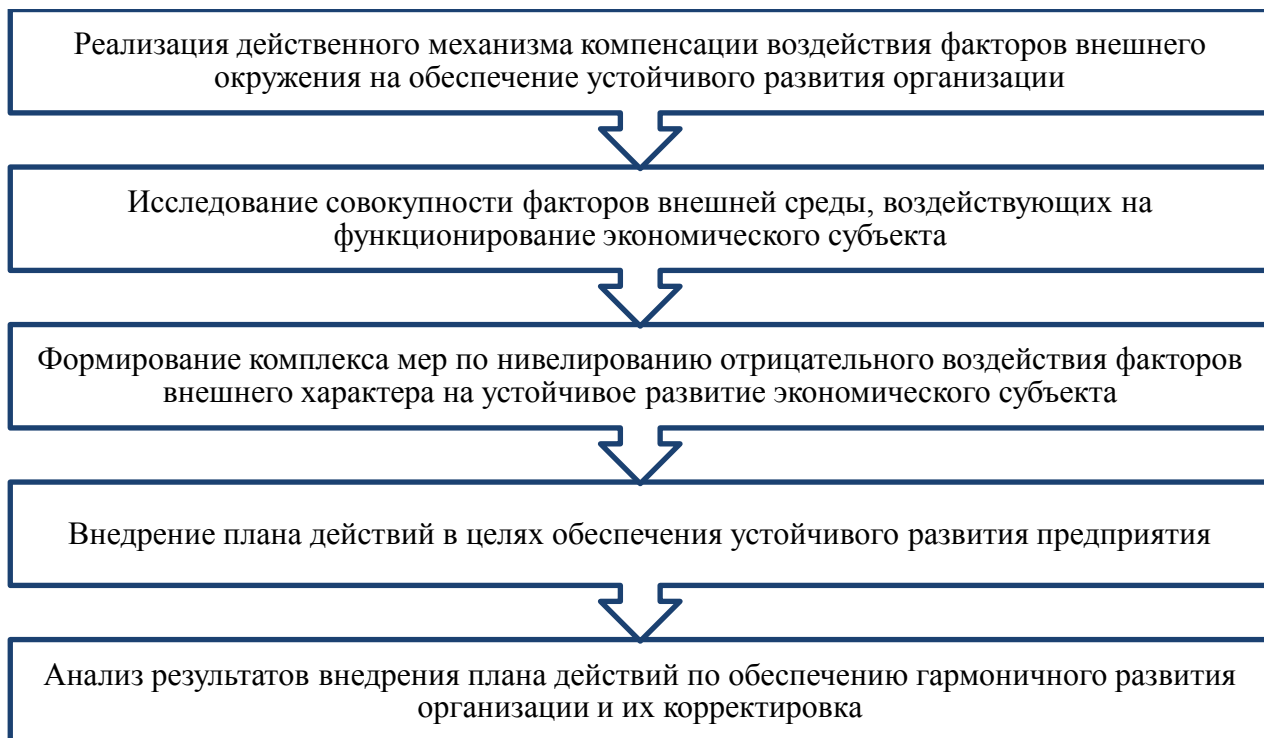 Реализация действенного механизма компенсации воздействия факторов внешнего
окружения на обеспечение устойчивого развития организации
Исследование совокупности факторов внешней среды, воздействующих на
функционирование экономического субъекта
Формирование комплекса мер по нивелированию отрицательного воздействия факторов
внешнего характера на устойчивое развитие экономического субъекта
Внедрение плана действий в целях обеспечения устойчивого развития предприятия
Анализ результатов внедрения плана действий по обеспечению гармоничного развития
организации и их корректировка